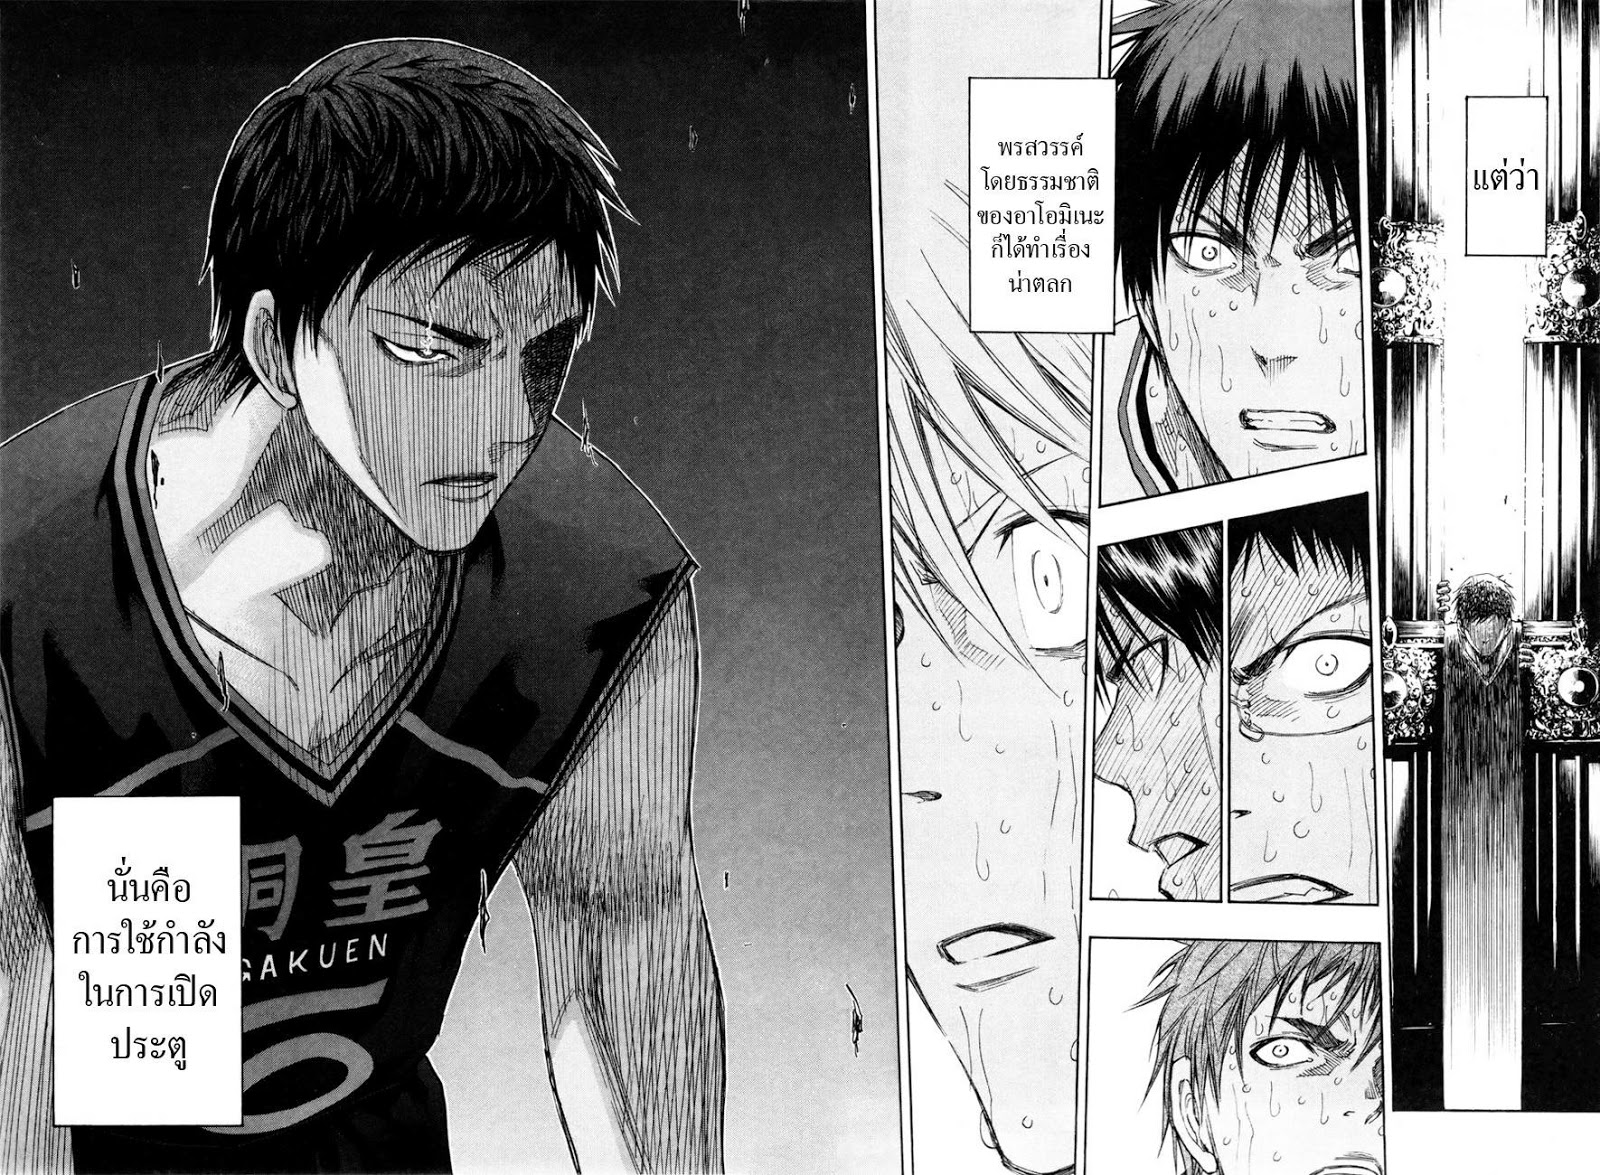 แต่ว่า
พรสวรรค์
โดยธรรมชาติ
ของอาโอมิเนะ
ก็ได้ทำเรื่อง
น่าตลก
桐皇
GAKUEN
นั่นคือ
การใช้กำลัง
ในการเปิด
ประตู